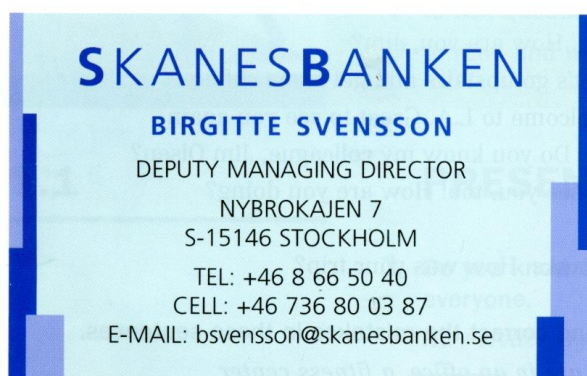 SKANESBANKEN
BIRGITTE SVENSSON
DEPUTY MANAGING DIRECTOR
NYBROKAJEN 7
S-15146 STOCKHOLM
TEL: +46 8 66 50 40
CELL: +46 736 80 03 87
E-MAIL: bsvensson@skanesbanken.se